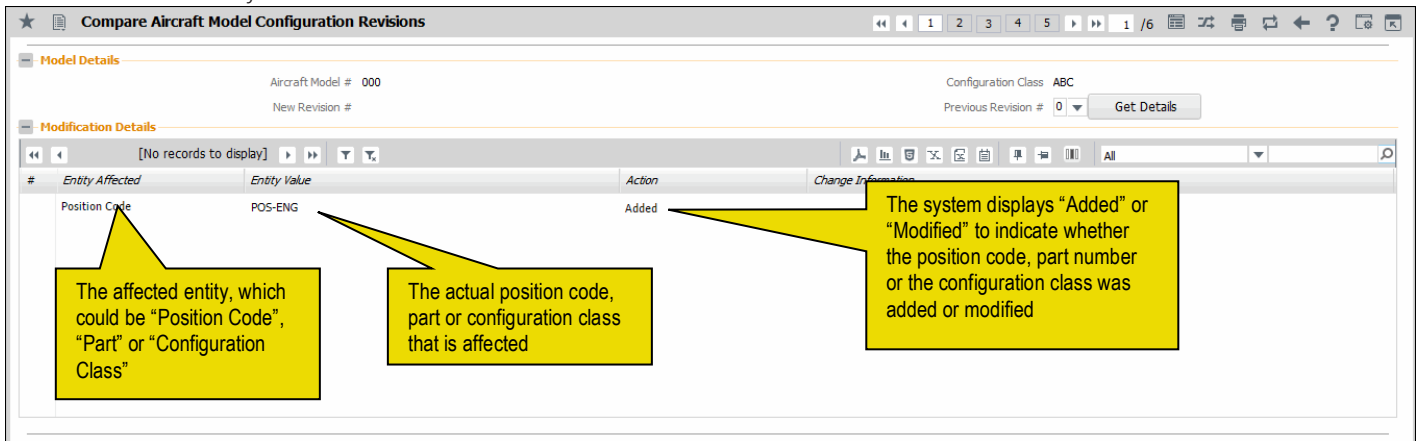 Compare Aircraft Model Configuration Revisions 1 2 3 4 5 1 /6
Model Details
Aircraft Model # 000 Configuration Class ABC
New Revision # Previous Revision # 0 Get Details
Modification Details
[No records to display] All
# Entity Affected Entity Value Action Change Information
Position Code POS-ENG Added
The affected entity, which
could be “Position Code”,
“Part” or “Configuration
Class”
The actual position code,
part or configuration class
that is affected
The system displays “Added” or
“Modified” to indicate whether
the position code, part number
or the configuration class was
added or modified